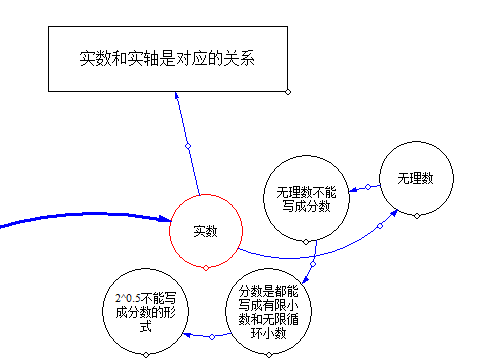 实数和实轴是对应的关系
无理数
无理数不能
写成分数
实数
分数是都能
写成有限小
数和无限循
环小数
2^0.5不能写
成分数的形
式